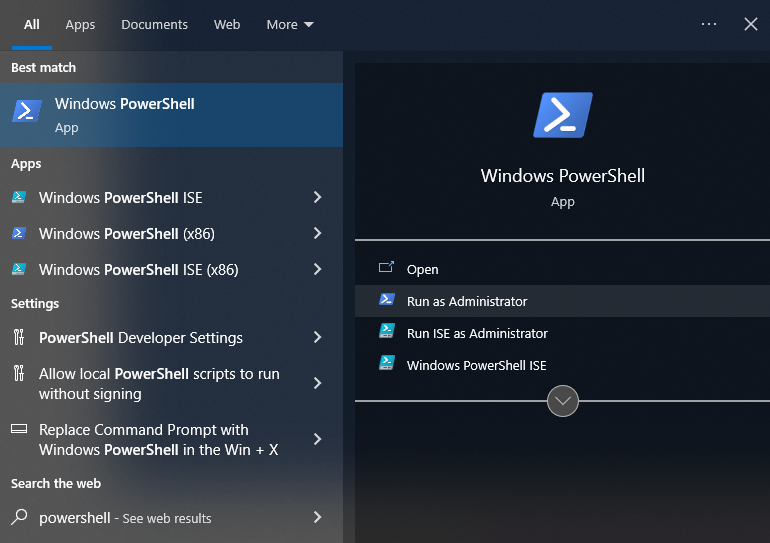 All Apps Documents Web More
Best match
Windows PowerShell
App
Apps
Windows PowerShell ISE
Windows PowerShell (x86)
Windows PowerShell ISE (x86)
Settings
PowerShell Developer Settings
Allow local PowerShell scripts to run
without signing
Replace Command Prompt with
Windows PowerShell in the Win + X
Search the web
powershell - See web results
Windows PowerShell
App
Open
Run as Administrator
Run ISE as Administrator
Windows PowerShell ISE